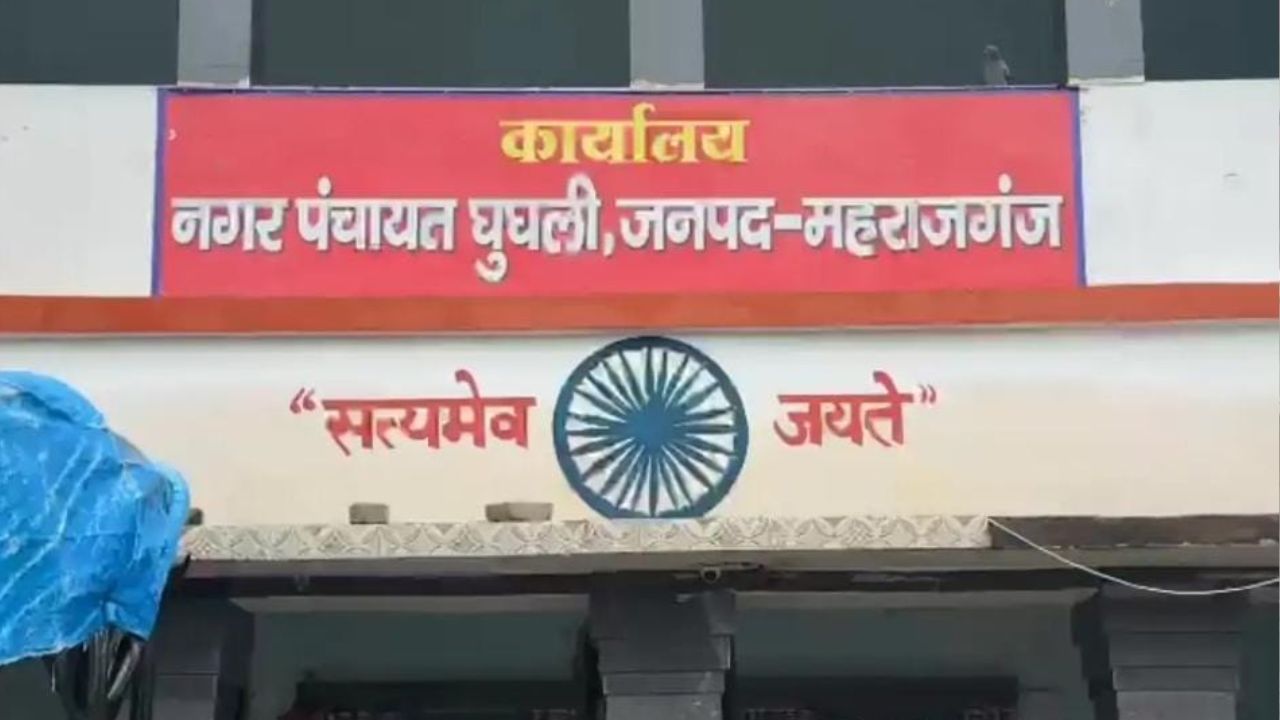 कार्यालय
नगर पंचायत घुघली, जनपद-महराजगंज
“सत्यमेव जयते”